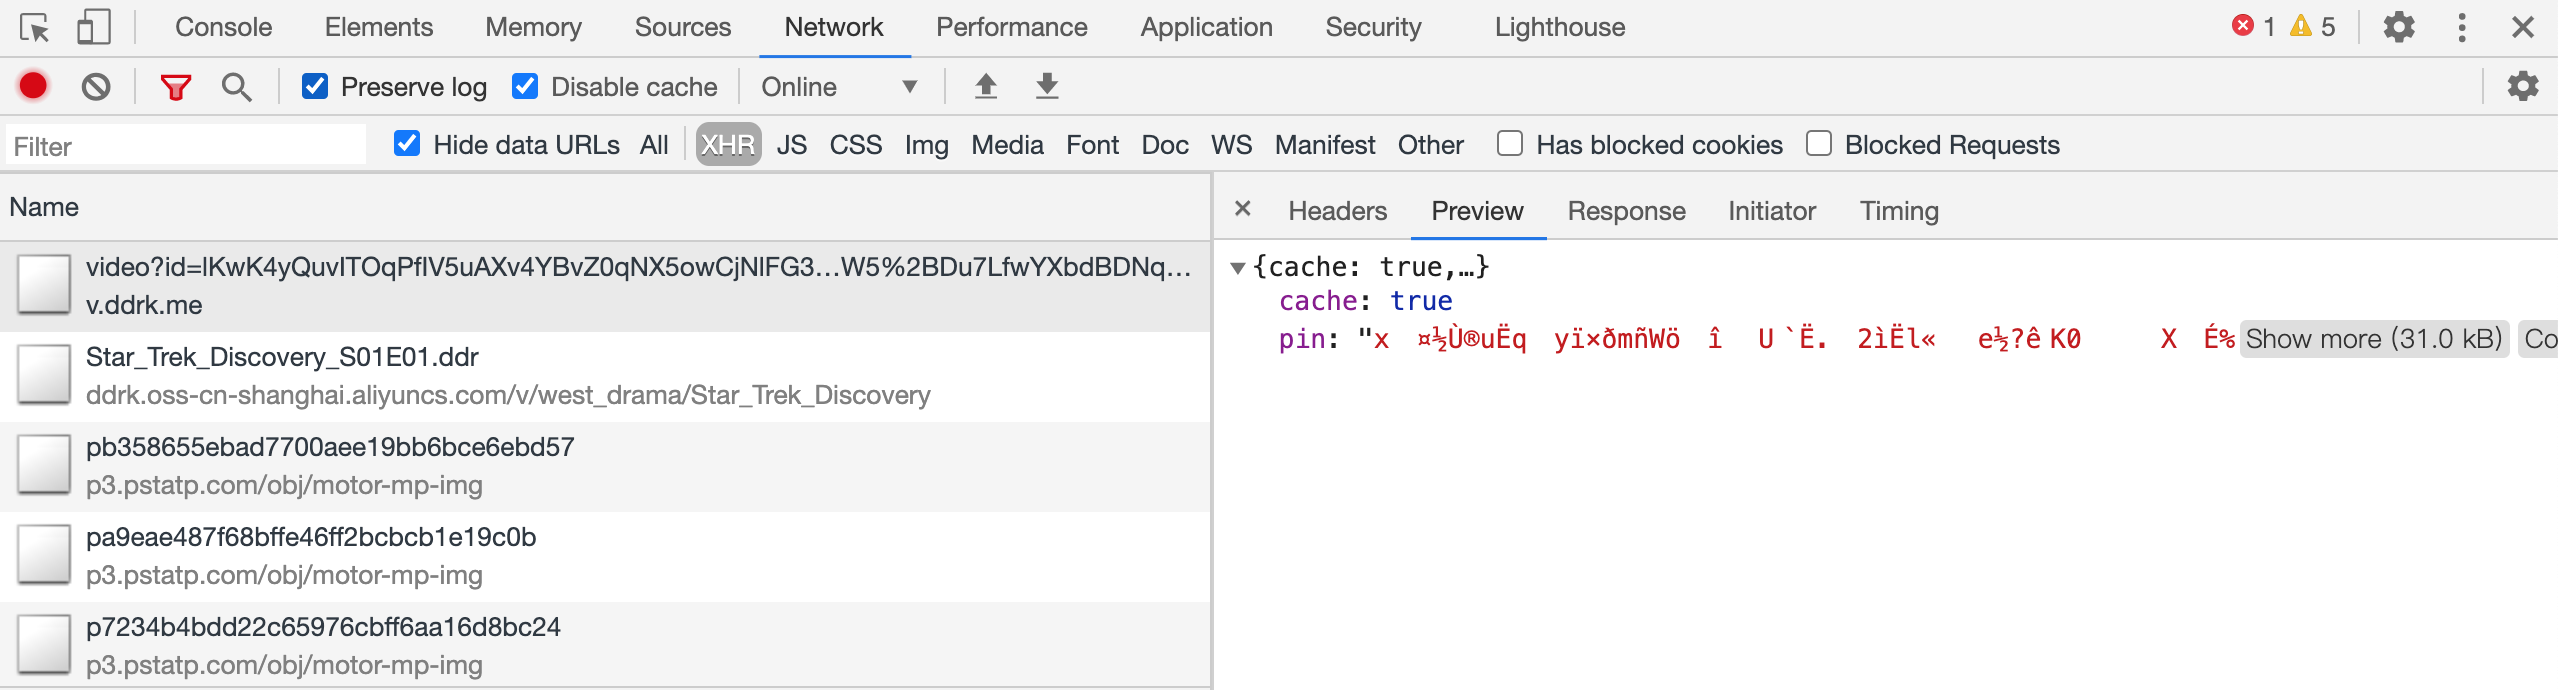 Console Elements Memory Sources Network Performance Application Security Lighthouse 1 5
Preserve log Disable cache Online
Filter Hide data URLs All XHR JS CSS Img Media Font Doc WS Manifest Other Has blocked cookies Blocked Requests
Name
video?id=lKwK4yQuvITOqPfIV5uAXv4YBvZ0qNX5owCjNlFG3...W5%2BDu7LfwYXbdBDNq...
v.ddrk.me
Star_Trek_Discovery_S01E01.ddr
ddrk.oss-cn-shanghai.aliyuncs.com/v/west_drama/Star_Trek_Discovery
pb358655ebad7700aee19bb6bce6ebd57
p3.pstatp.com/obj/motor-mp-img
pa9eae487f68bffe46ff2bcbcb1e19c0b
p3.pstatp.com/obj/motor-mp-img
p7234b4bdd22c65976cbff6aa16d8bc24
p3.pstatp.com/obj/motor-mp-img
× Headers Preview Response Initiator Timing
{cache: true,…}
cache: true
pin: "x ¤½Ù®uËq yï×ðmñWö î U `Ë. 2ìËl« e½?ê K0 X É% Show more (31.0 kB) Co